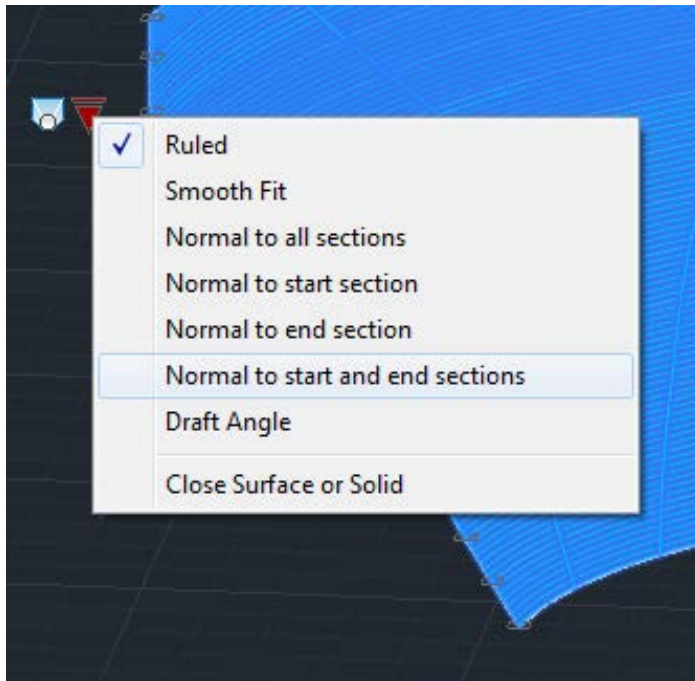 Ruled
Smooth Fit
Normal to all sections
Normal to start section
Normal to end section
Normal to start and end sections
Draft Angle
Close Surface or Solid